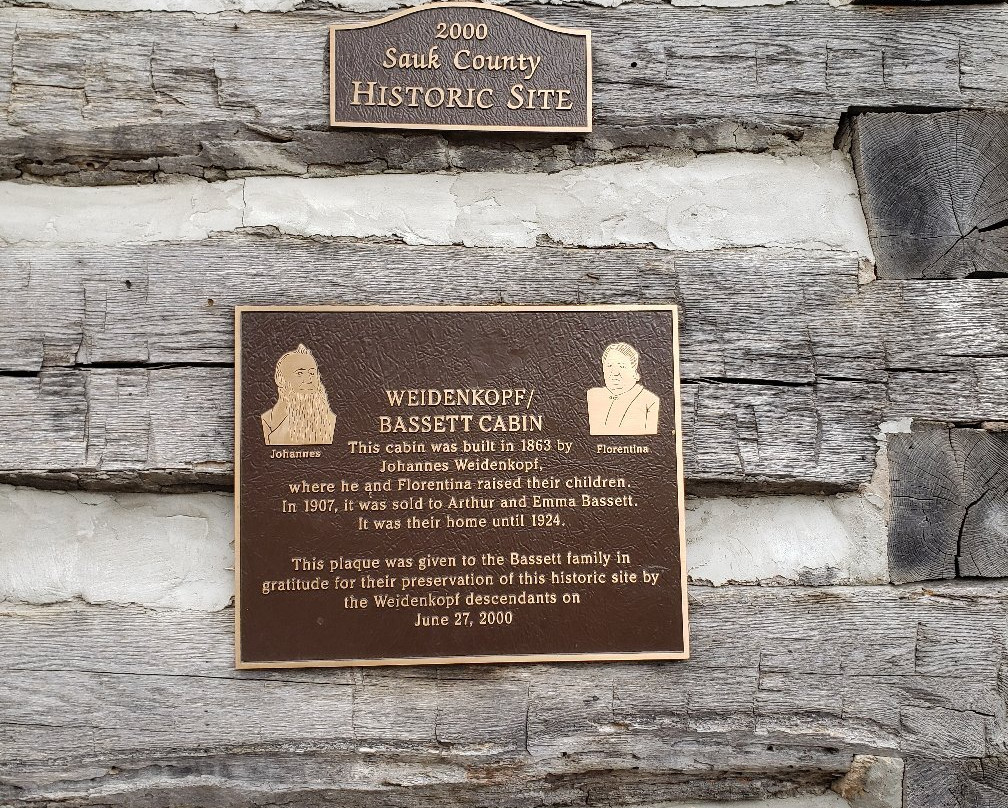 2000
Sauk County
HISTORIC SITE
WEIDENKOPF/
BASSETT CABIN
Johannes
Florentina
This cabin was built in 1863 by
Johannes Weidenkopf,
where he and Florentina raised their children.
In 1907, it was sold to Arthur and Emma Bassett.
It was their home until 1924.
This plaque was given to the Bassett family in
gratitude for their preservation of this historic site by
the Weidenkopf descendants on
June 27, 2000